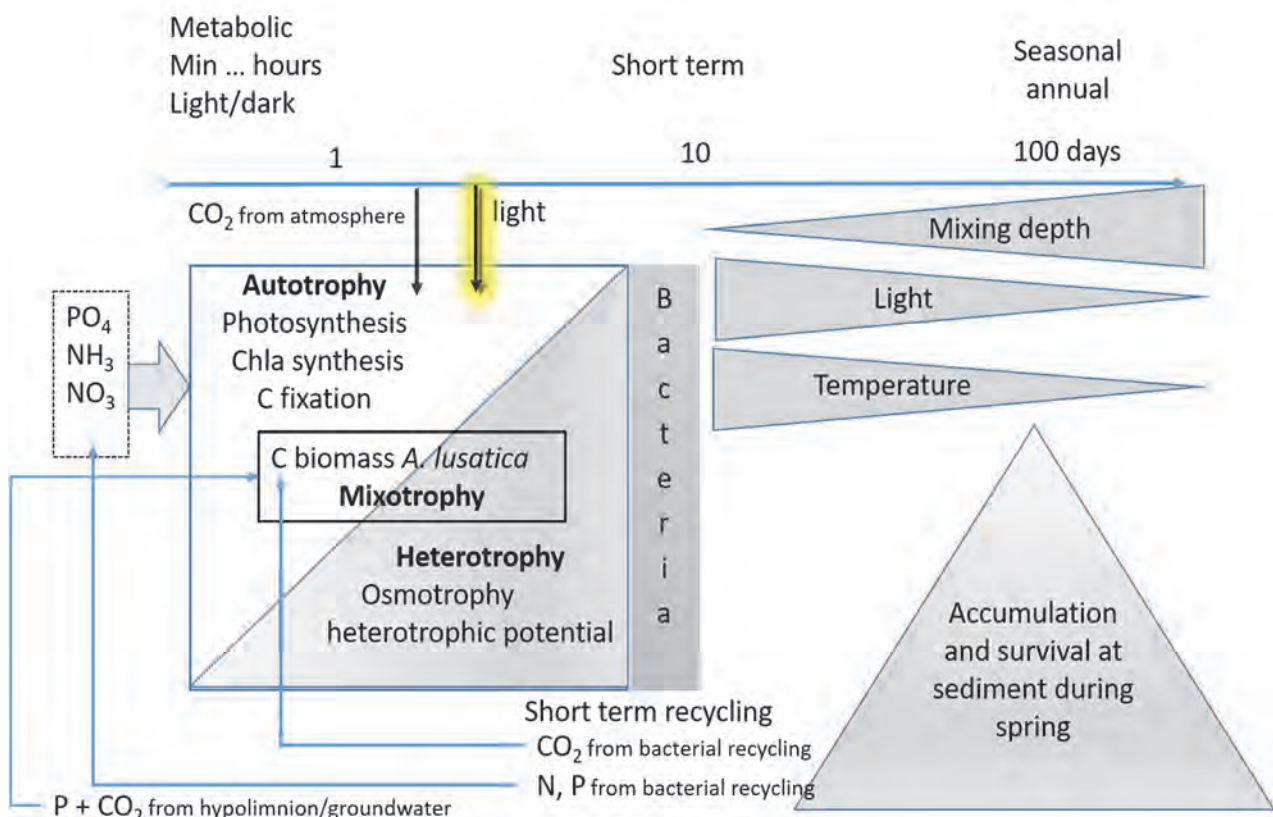 Metabolic
Min ... hours
Light/dark
Short term
Seasonal
annual
1
10
100 days
CO₂ from atmosphere
light
Mixing depth
Light
Temperature
PO₄
NH₃
NO₃
Autotrophy
Photosynthesis
Chla synthesis
C fixation
C biomass A. lusatica
Mixotrophy
Heterotrophy
Osmotrophy
heterotrophic potential
B
a
c
t
e
r
i
a
Accumulation
and survival at
sediment during
spring
Short term recycling
CO₂ from bacterial recycling
N, P from bacterial recycling
P + CO₂ from hypolimnion/groundwater